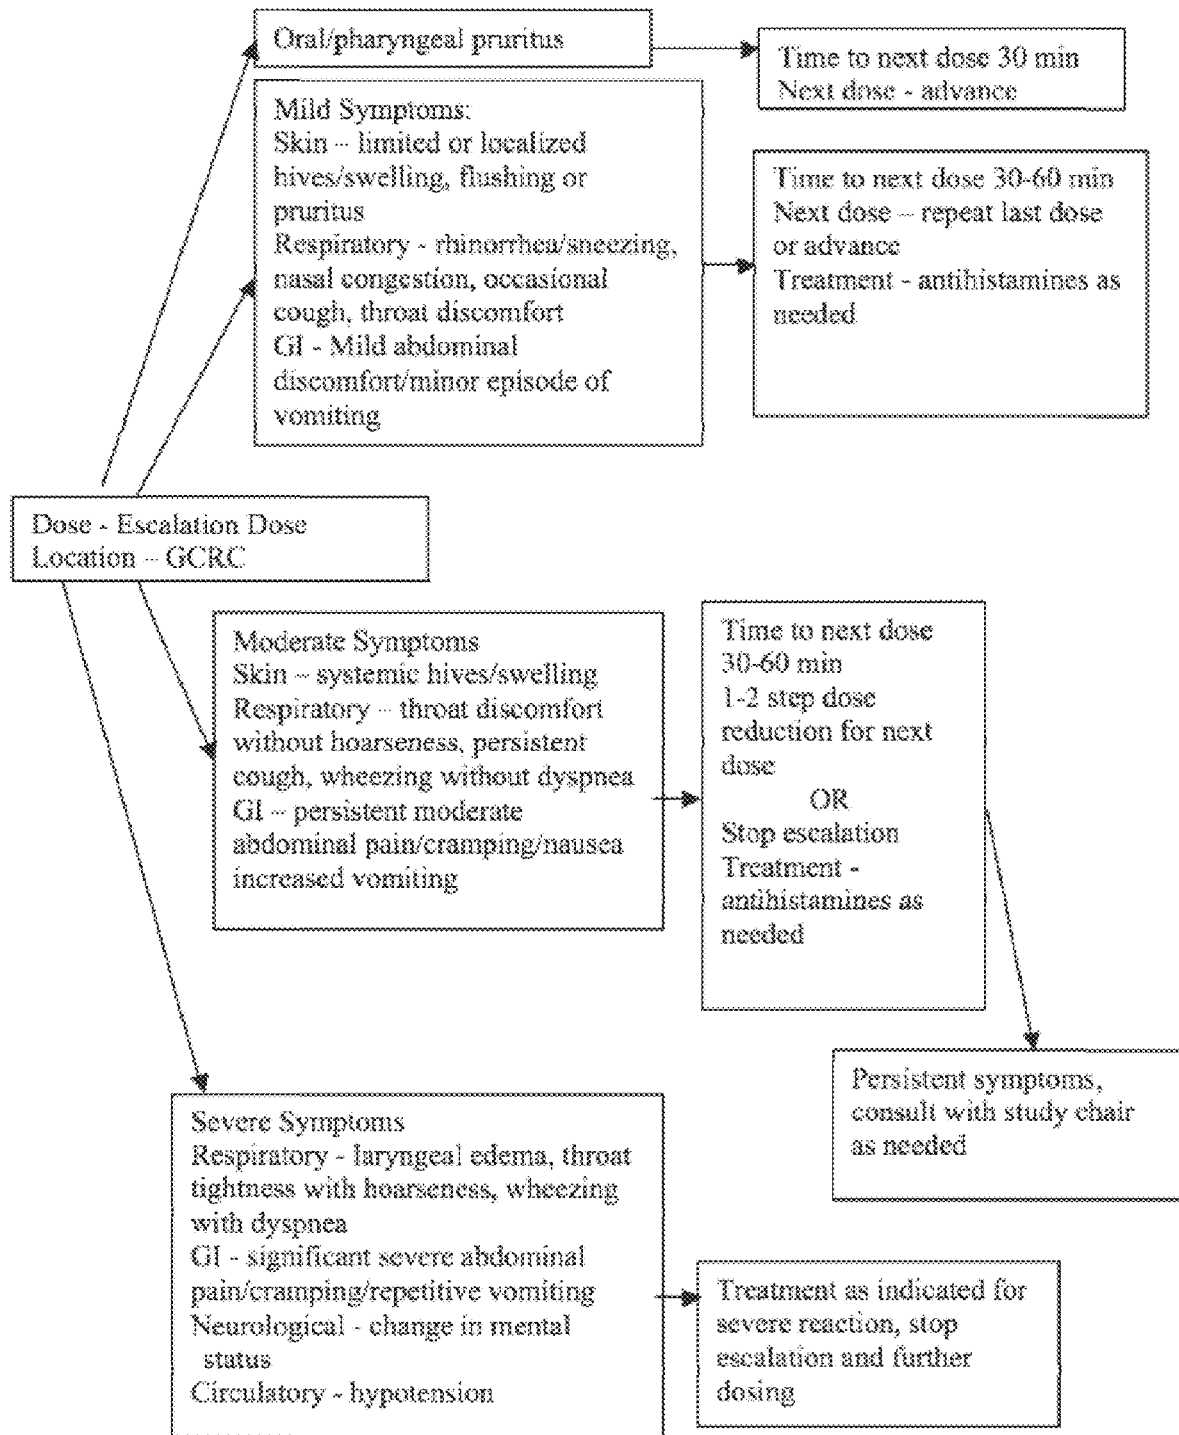 Oral/pharyngeal pruritus
Time to next dose 30 min
Next dose - advance
Mild Symptoms:
Skin – limited or localized
hives/swelling, flushing or
pruritus
Respiratory - rhinorrhea/sneezing,
nasal congestion, occasional
cough, throat discomfort
GI - Mild abdominal
discomfort/minor episode of
vomiting
Time to next dose 30-60 min
Next dose – repeat last dose
or advance
Treatment - antihistamines as
needed
Dose - Escalation Dose
Location – GCRC
Moderate Symptoms
Skin – systemic hives/swelling
Respiratory – throat discomfort
without hoarseness, persistent
cough, wheezing without dyspnea
GI – persistent moderate
abdominal pain/cramping/nausea
increased vomiting
Time to next dose
30-60 min
1-2 step dose
reduction for next
dose
OR
Stop escalation
Treatment -
antihistamines as
needed
Persistent symptoms,
consult with study chair
as needed
Severe Symptoms
Respiratory - laryngeal edema, throat
tightness with hoarseness, wheezing
with dyspnea
GI - significant severe abdominal
pain/cramping/repetitive vomiting
Neurological - change in mental
status
Circulatory - hypotension
Treatment as indicated for
severe reaction, stop
escalation and further
dosing